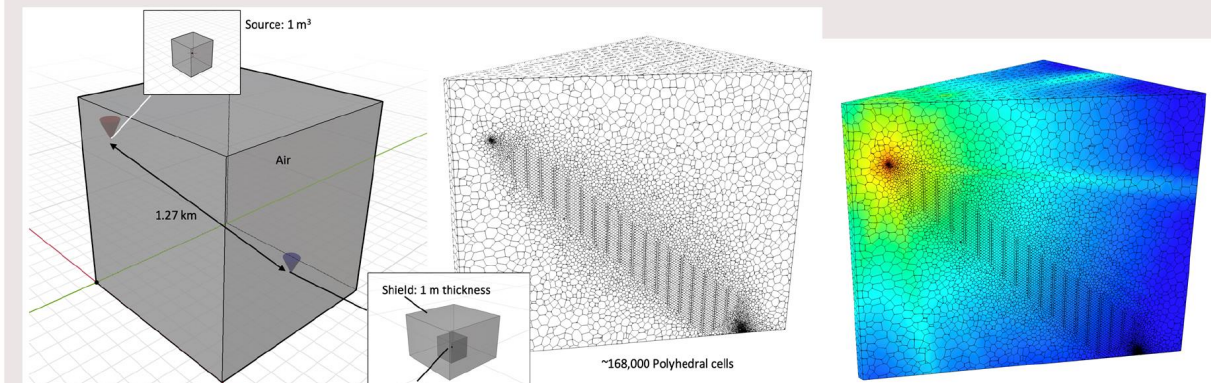 Source: 1 m³
Air
1.27 km
Shield: 1 m thickness
~168,000 Polyhedral cells